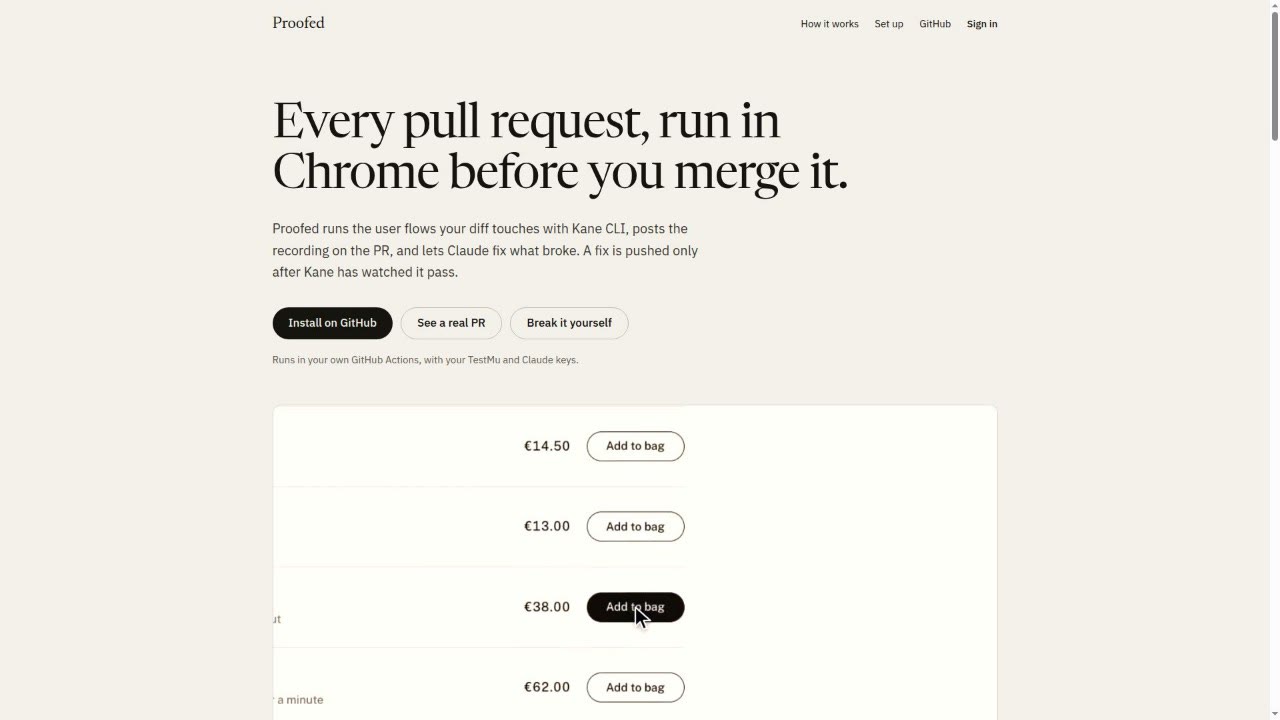 Proofed
How it works
Set up
GitHub
Sign in
Every pull request, run in
Chrome before you merge it.
Proofed runs the user flows your diff touches with Kane CLI, posts the
recording on the PR, and lets Claude fix what broke. A fix is pushed only
after Kane has watched it pass.
Install on GitHub
See a real PR
Break it yourself
Runs in your own GitHub Actions, with your TestMu and Claude keys.
€14.50
Add to bag
€13.00
Add to bag
€38.00
Add to bag
€62.00
Add to bag
a minute